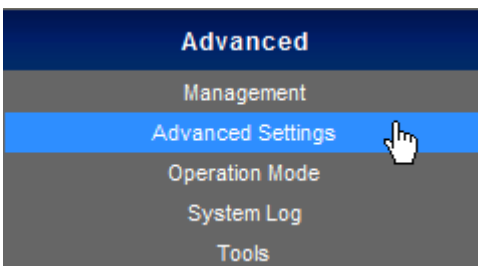 Advanced
Management
Advanced Settings
Operation Mode
System Log
Tools